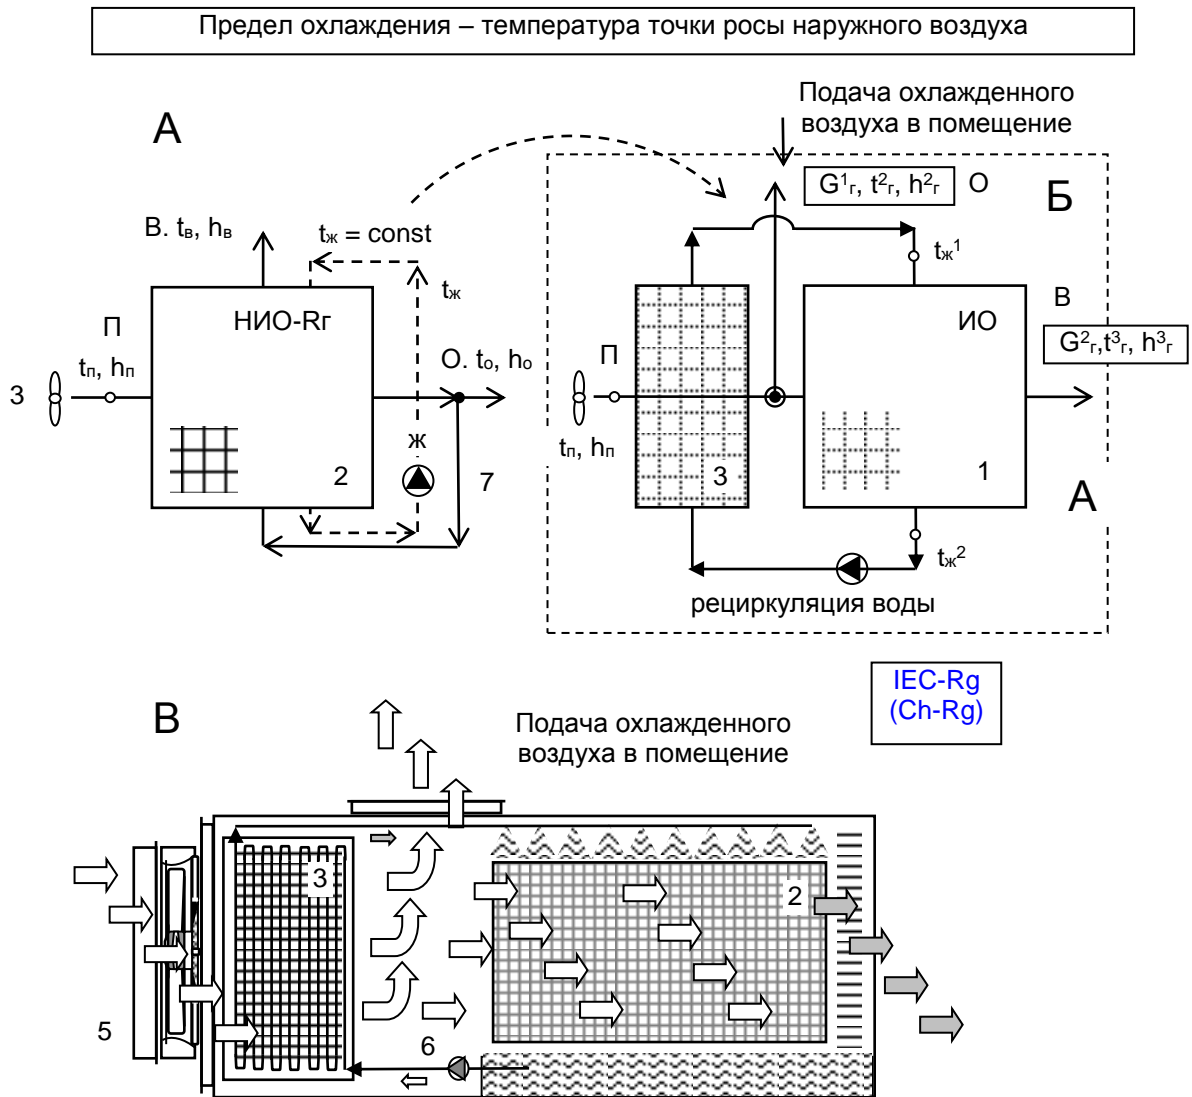 Предел охлаждения – температура точки росы наружного воздуха
А
Подача охлажденного
воздуха в помещение
G¹г, t²г, h²г
О
Б
В. tв, hв
tж = const
tж¹
tж
П
НИО-Rг
О. tо, hо
П
ИО
В
G²г,t³г, h³г
tп, hп
3
ж
tп, hп
2
7
3
1
А
tж²
рециркуляция воды
IEC-Rg
(Ch-Rg)
В
Подача охлажденного
воздуха в помещение
3
2
5
6